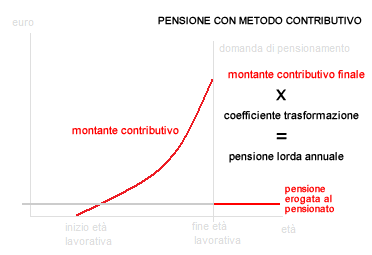 PENSIONE CON METODO CONTRIBUTIVO
euro
domanda di pensionamento
montante contributivo finale
X
coefficiente trasformazione
=
pensione lorda annuale
montante contributivo
pensione
erogata al
pensionato
inizio età
lavorativa
fine età
lavorativa
età